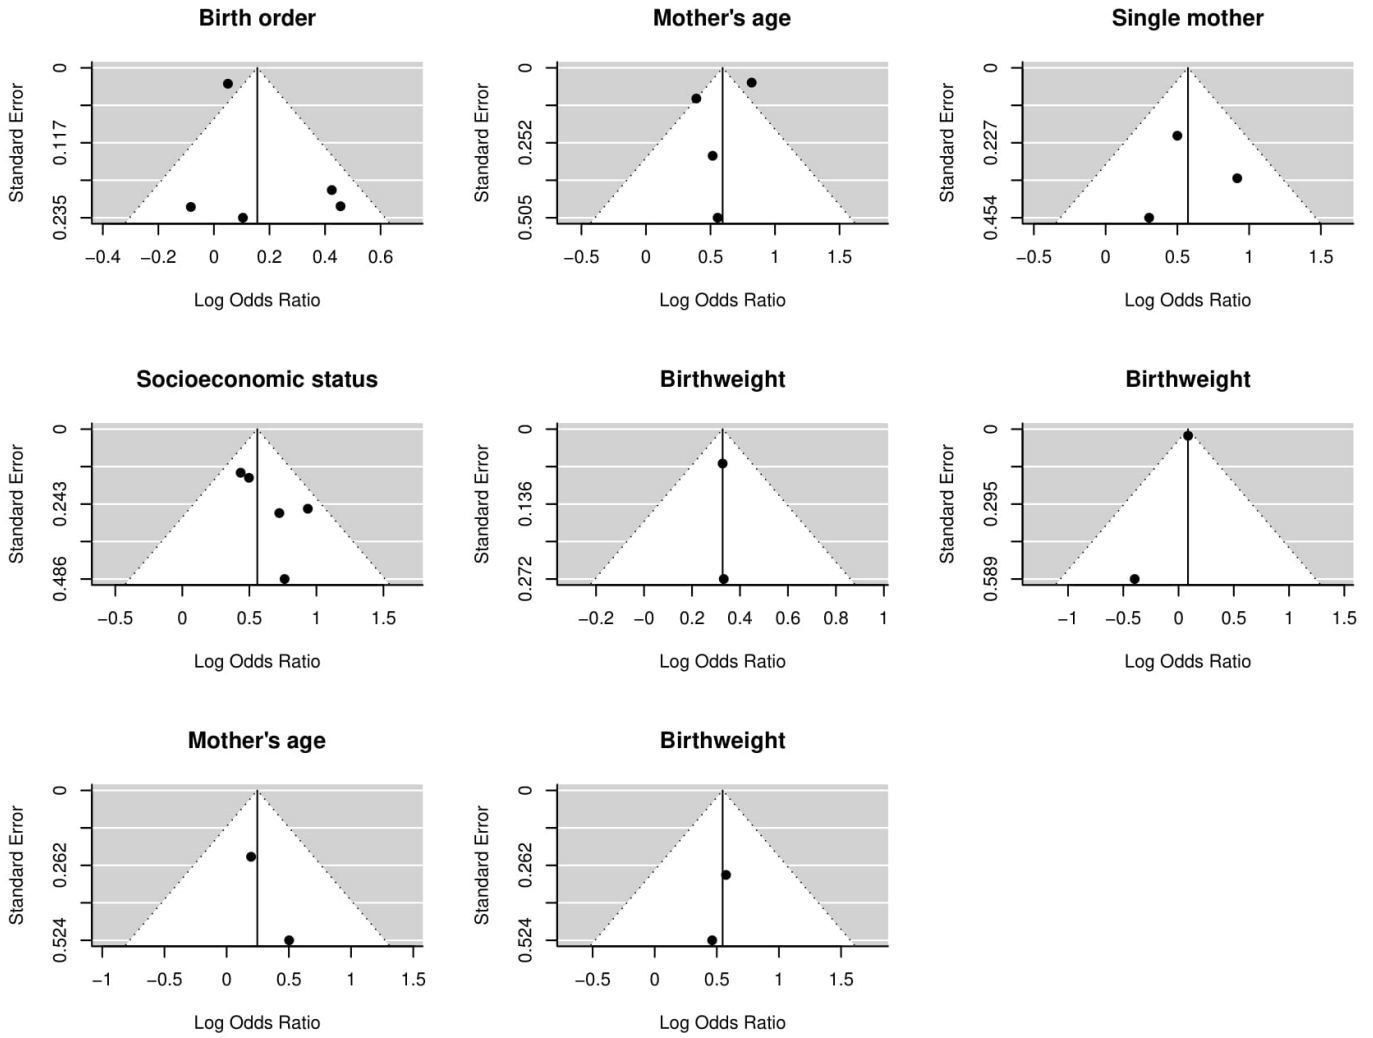 Birth order
Standard Error
0
0.117
0.235
−0.4 −0.2 0 0.2 0.4 0.6
Log Odds Ratio
Mother's age
Standard Error
0
0.252
0.505
−0.5 0 0.5 1 1.5
Log Odds Ratio
Single mother
Standard Error
0
0.227
0.454
−0.5 0 0.5 1 1.5
Log Odds Ratio
Socioeconomic status
Standard Error
0
0.243
0.486
−0.5 0 0.5 1 1.5
Log Odds Ratio
Birthweight
Standard Error
0
0.136
0.272
−0.2 −0 0.2 0.4 0.6 0.8 1
Log Odds Ratio
Birthweight
Standard Error
0
0.295
0.589
−1 −0.5 0 0.5 1 1.5
Log Odds Ratio
Mother's age
Standard Error
0
0.262
0.524
−1 −0.5 0 0.5 1 1.5
Log Odds Ratio
Birthweight
Standard Error
0
0.262
0.524
−0.5 0 0.5 1 1.5
Log Odds Ratio